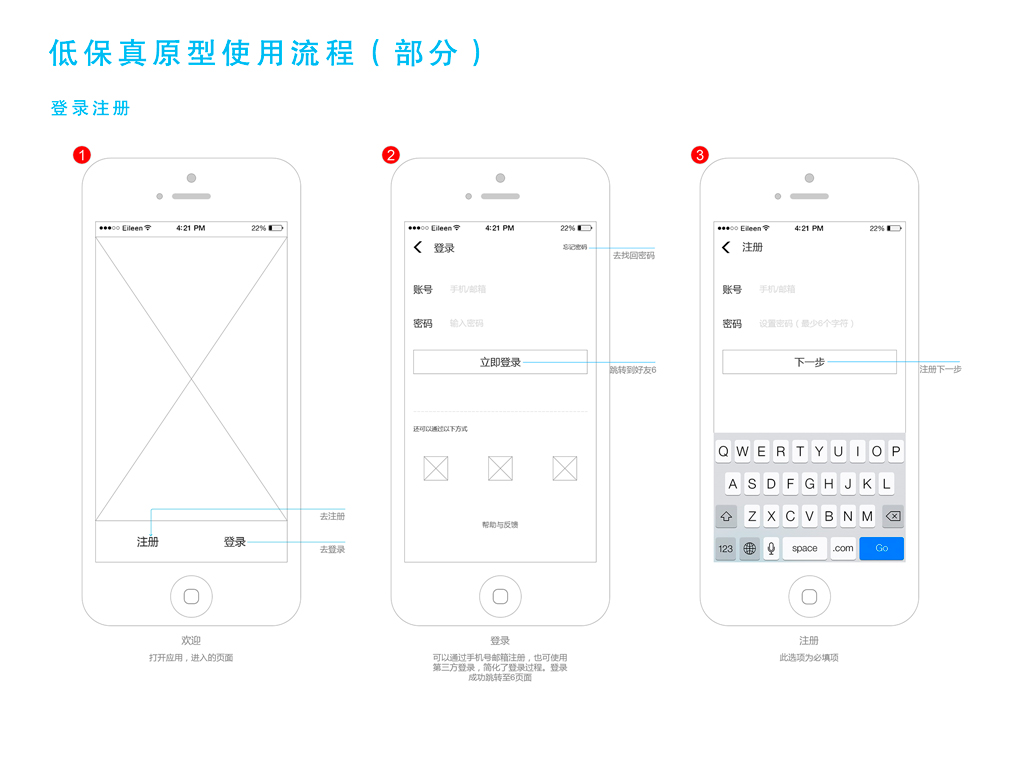 低保真原型使用流程（部分）
登录注册
1
●●●○○ Eileen 4:21 PM 22%
注册
登录
去注册
去登录
欢迎
打开应用，进入的页面
2
●●●○○ Eileen 4:21 PM 22%
登录
忘记密码
去找回密码
账号 手机/邮箱
密码 输入密码
立即登录
跳转到好友6
还可以通过以下方式
帮助与反馈
登录
可以通过手机号邮箱注册，也可使用
第三方登录，简化了登录过程。登录
成功跳转至6页面
3
●●●○○ Eileen 4:21 PM 22%
注册
账号 手机/邮箱
密码 设置密码（最少6个字符）
下一步
注册下一步
Q W E R T Y U I O P
A S D F G H J K L
Z X C V B N M
123 space .com Go
注册
此选项为必填项